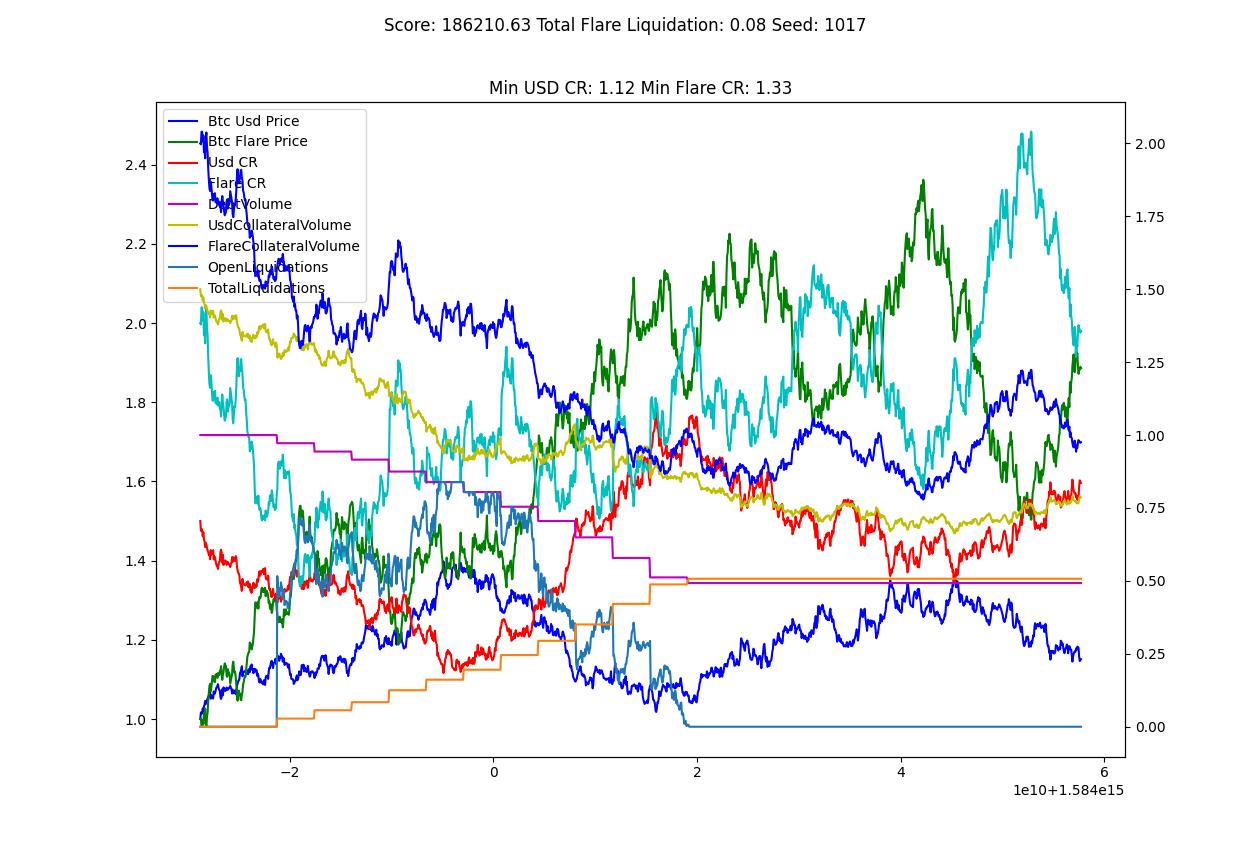 Score: 186210.63 Total Flare Liquidation: 0.08 Seed: 1017
Min USD CR: 1.12 Min Flare CR: 1.33
Btc Usd Price
Btc Flare Price
Usd CR
Flare CR
DebtVolume
UsdCollateralVolume
FlareCollateralVolume
OpenLiquidations
TotalLiquidations
2.4
2.2
2.0
1.8
1.6
1.4
1.2
1.0
2.00
1.75
1.50
1.25
1.00
0.75
0.50
0.25
0.00
−2 0 2 4 6
1e10+1.584e15